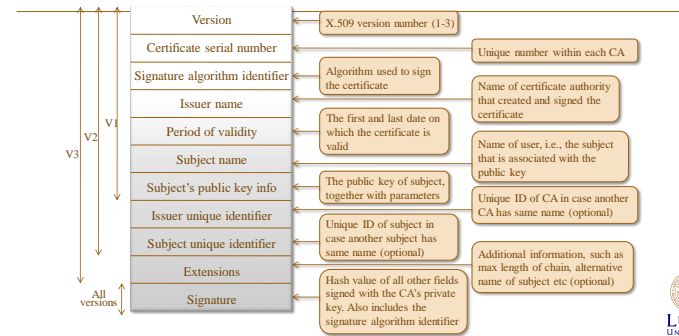 Version
X.509 version number (1-3)
Certificate serial number
Unique number within each CA
Signature algorithm identifier
Algorithm used to sign
the certificate
Issuer name
Name of certificate authority
that created and signed the
certificate
Period of validity
The first and last date on
which the certificate is
valid
Subject name
Name of user, i.e., the subject
that is associated with the
public key
Subject's public key info
The public key of subject,
together with parameters
Issuer unique identifier
Unique ID of CA in case another
CA has same name (optional)
Subject unique identifier
Unique ID of subject in
case another subject has
same name (optional)
Extensions
Additional information, such as
max length of chain, alternative
name of subject etc (optional)
Signature
Hash value of all other fields
signed with the CA's private
key. Also includes the
signature algorithm identifier
V3
V2
V1
All
versions